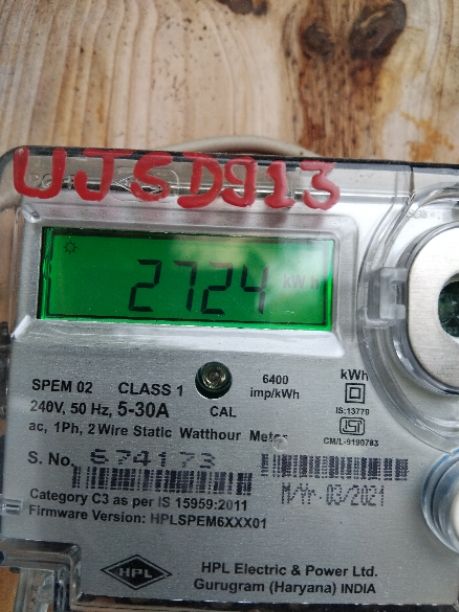 UJSD913
2724 kWh
SPEM 02 CLASS 1
240V, 50 Hz, 5-30A
CAL
6400
imp/kWh
kWh
IS:13779
ISI
CM/L-9190783
ac, 1Ph, 2 Wire Static Watthour Meter
S. No. 674173
M/Yr-03/2021
Category C3 as per IS 15959:2011
Firmware Version: HPLSPEM6XXX01
HPL
HPL Electric & Power Ltd.
Gurugram (Haryana) INDIA